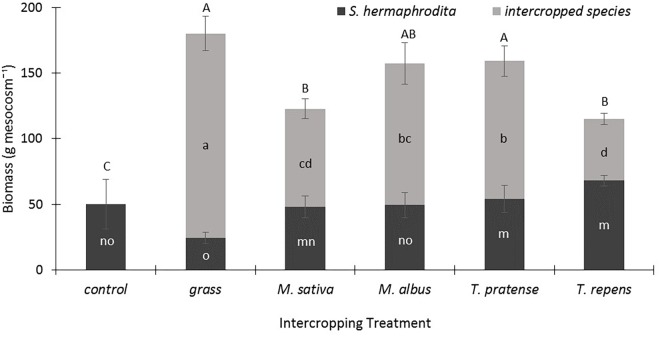 S. hermaphrodita intercropped species
200
150
100
50
0
Biomass (g mesocosm⁻¹)
C
A
B
AB
A
B
a
cd
bc
b
d
no
o
mn
no
m
m
control grass M. sativa M. albus T. pratense T. repens
Intercropping Treatment